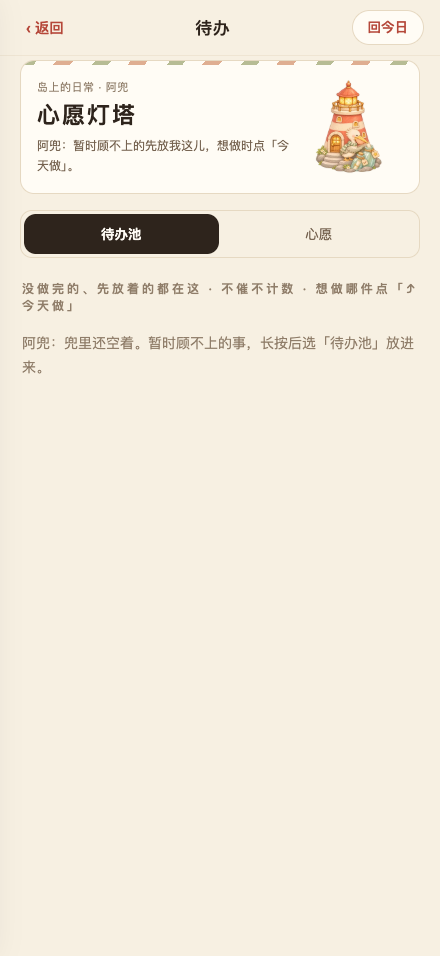 ‹ 返回
待办
回今日
岛上的日常 · 阿兜
心愿灯塔
阿兜：暂时顾不上的先放我这儿，想做时点「今
天做」。
待办池
心愿
没做完的、先放着的都在这 · 不催不计数 · 想做哪件点「⤴
今天做」
阿兜：兜里还空着。暂时顾不上的事，长按后选「待办池」放进
来。